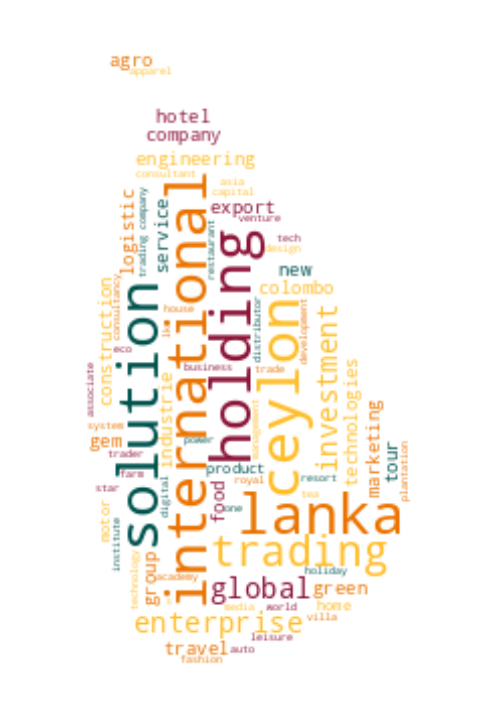 agro
apparel
hotel
company
engineering
consultant
asia
capital
international
logistic
trading company
service
restaurant
export
venture
holding
tech
design
new
colombo
solution
construction
consultancy
house
distributor
ceylon
development
investment
eco
associate
business
trade
industrie
technologies
management
marketing
system
gem
power
trader
product
tour
plantation
farm
royal
resort
star
digital
food
one
tea
lanka
motor
institute
trading
technology
group
academy
holiday
global
green
media
world
home
enterprise
villa
leisure
travel
auto
fashion